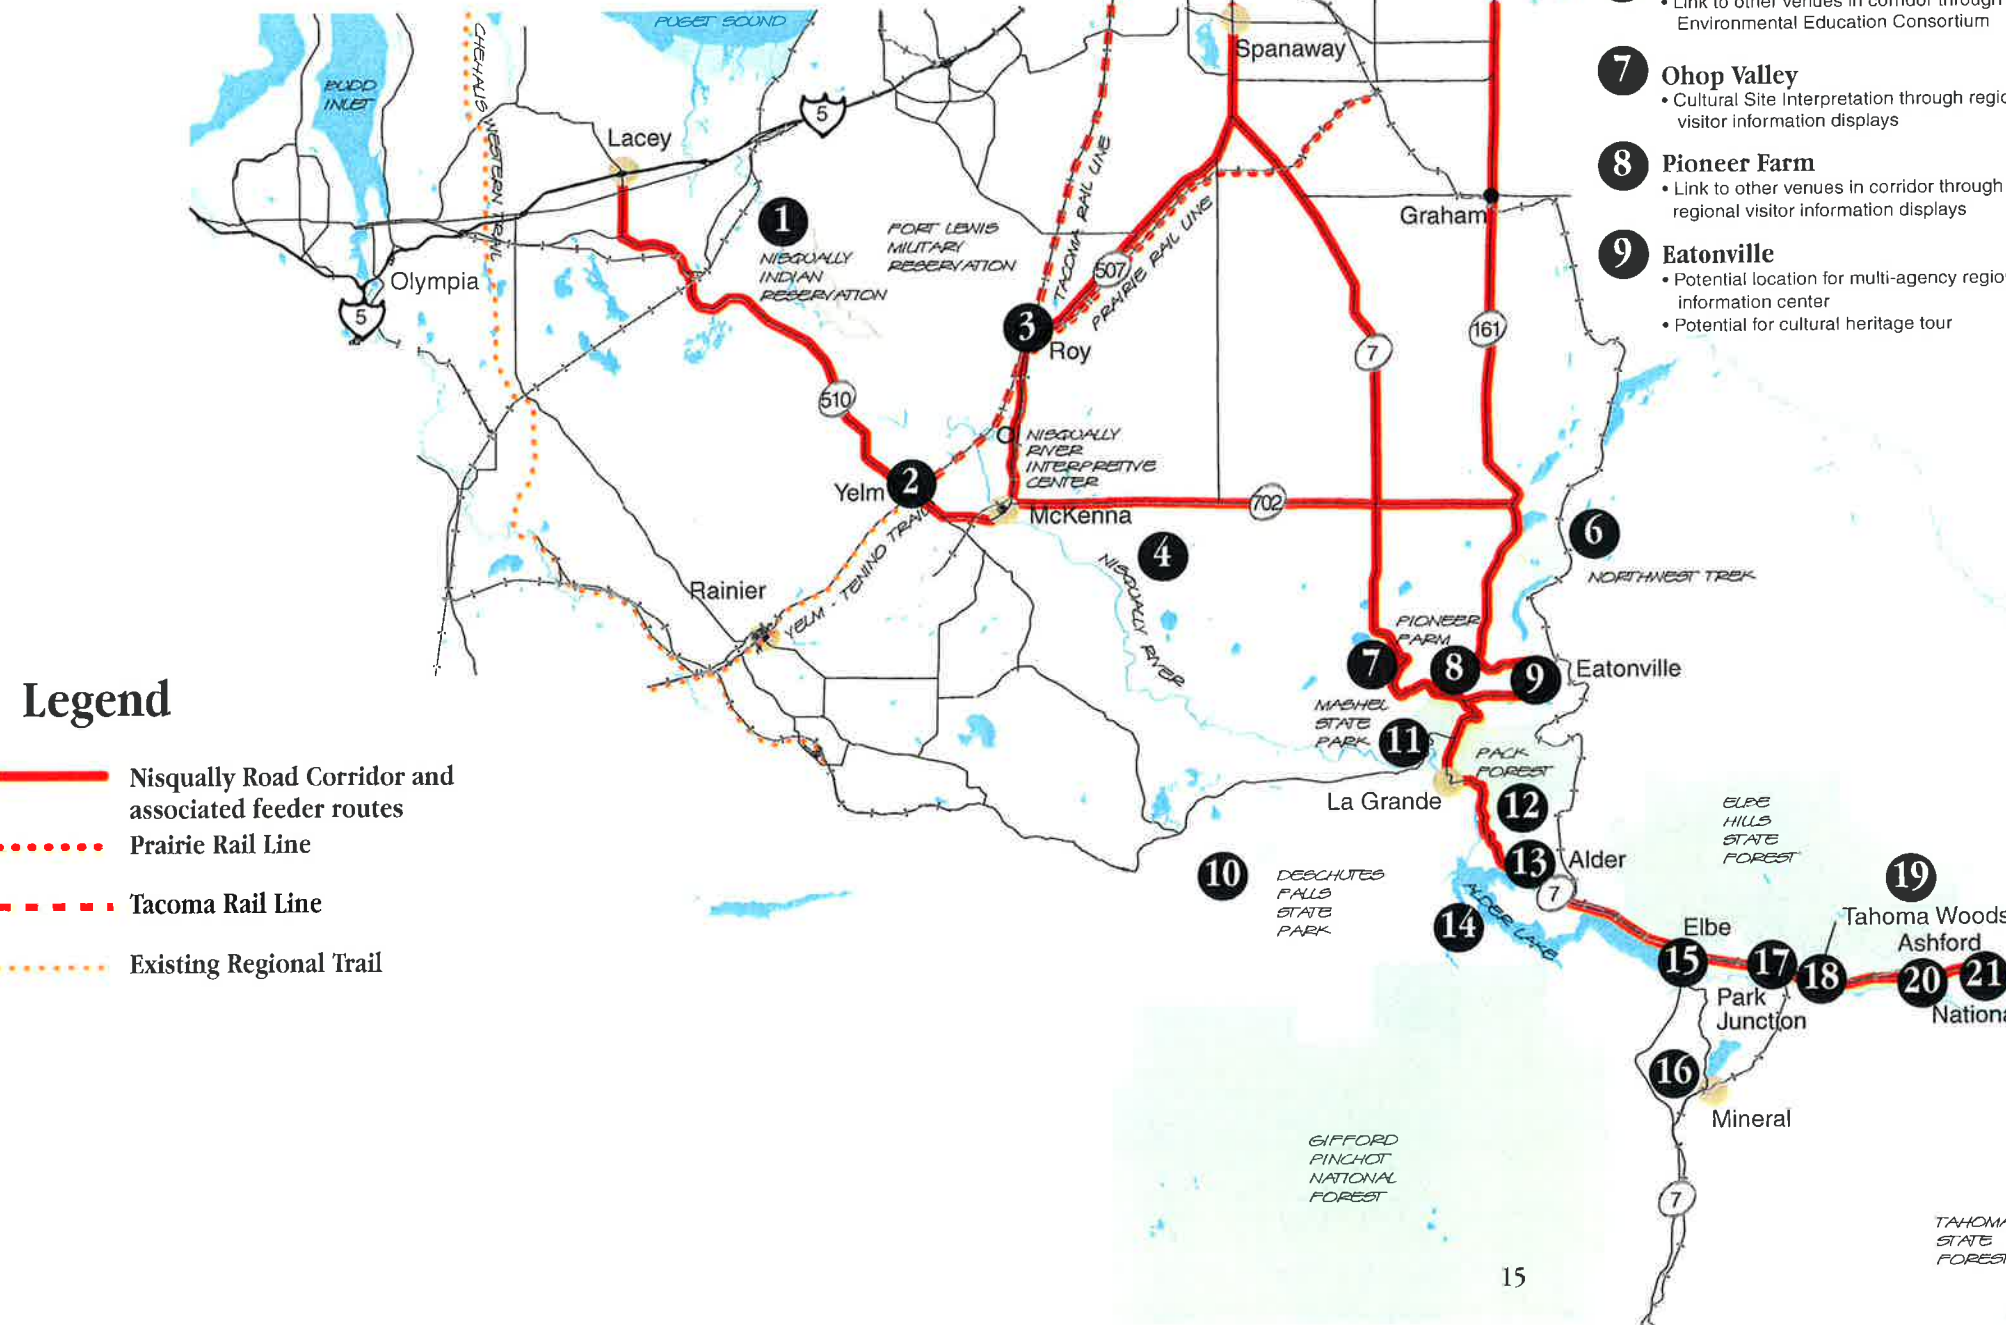 • Link to other venues in corridor through
Environmental Education Consortium
7
Ohop Valley
• Cultural Site Interpretation through regio
visitor information displays
8
Pioneer Farm
• Link to other venues in corridor through
regional visitor information displays
9
Eatonville
• Potential location for multi-agency regio
information center
• Potential for cultural heritage tour
PUGET SOUND
BUDD
INLET
CHEHALIS WESTERN TRAIL
Lacey
5
Spanaway
1
NISQUALLY
INDIAN
RESERVATION
FORT LEWIS
MILITARY
RESERVATION
TACOMA RAIL LINE
507
PRAIRIE RAIL LINE
Graham
Olympia
5
3
Roy
7
161
510
NISQUALLY
RIVER
INTERPRETIVE
CENTER
Yelm
2
McKenna
702
4
6
NORTHWEST TREK
NISQUALLY RIVER
Rainier
YELM - TENINO TRAIL
PIONEER
FARM
7
8
9
Eatonville
MASHEL
STATE
PARK
11
PACK
FOREST
La Grande
12
13
Alder
7
ELBE
HILLS
STATE
FOREST
10
DESCHUTES
FALLS
STATE
PARK
14
ALDER LAKE
19
Tahoma Woods
Elbe
Ashford
15
17
18
20
21
Park
Junction
Nationa
16
Mineral
7
GIFFORD
PINCHOT
NATIONAL
FOREST
TAHOMA
STATE
FOREST
Legend
Nisqually Road Corridor and
associated feeder routes
Prairie Rail Line
Tacoma Rail Line
Existing Regional Trail
15